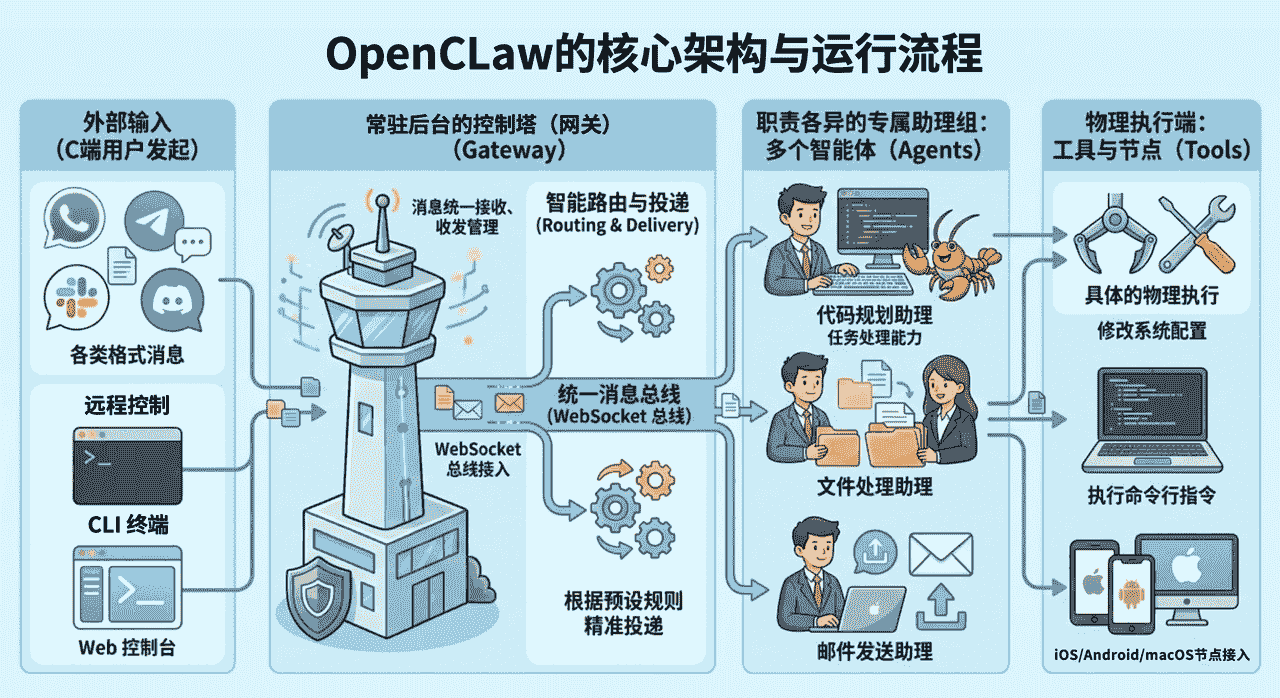 OpenCLaw的核心架构与运行流程
外部输入
（C端用户发起）
各类格式消息
远程控制
CLI 终端
Web 控制台
常驻后台的控制塔（网关）
（Gateway）
消息统一接收、
收发管理
智能路由与投递
(Routing & Delivery)
统一消息总线
(WebSocket 总线)
WebSocket
总线接入
根据预设规则
精准投递
职责各异的专属助理组：
多个智能体（Agents）
代码规划助理
任务处理能力
文件处理助理
邮件发送助理
物理执行端：
工具与节点（Tools）
具体的物理执行
修改系统配置
执行命令行指令
iOS/Android/macOS节点接入